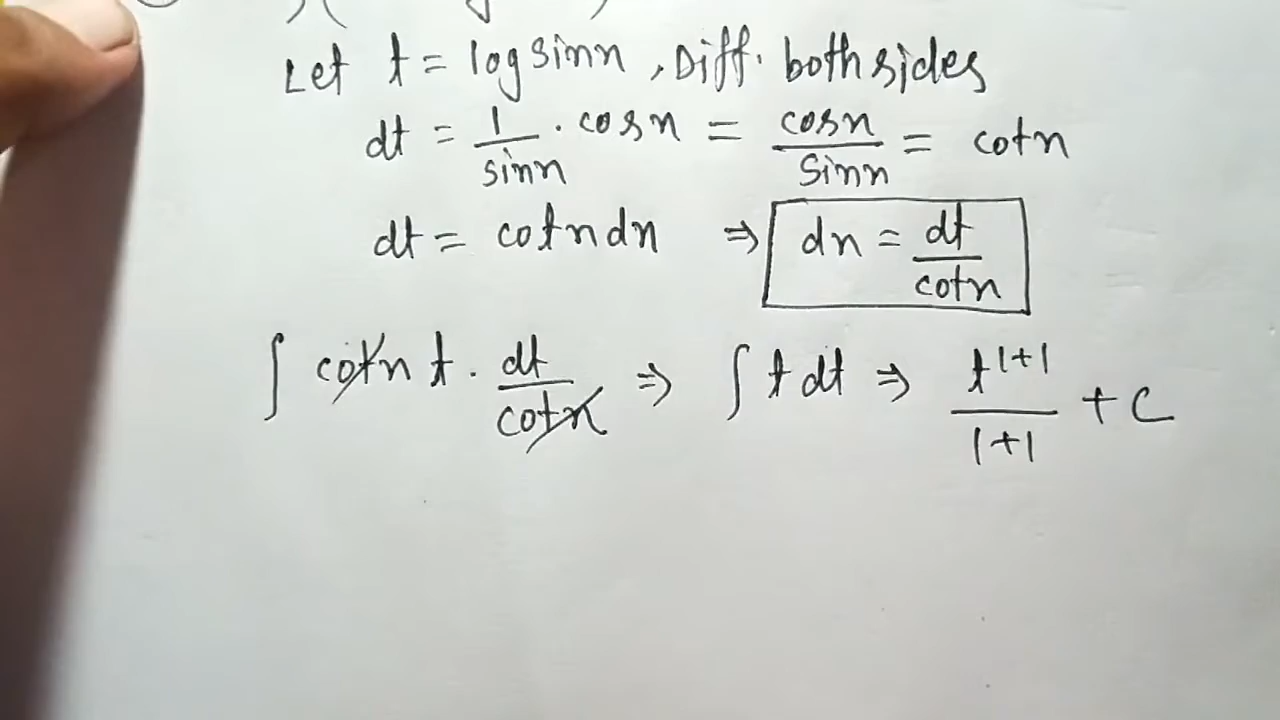 Let t = log sinx , Diff. both sides
dt = 1/sinx . cosx = cosx/Sinx = cotx
dt = cotx dx ⇒ dx = dt/cotx
∫ cotx t . dt/cotx ⇒ ∫ t dt ⇒ t^(1+1)/(1+1) + C